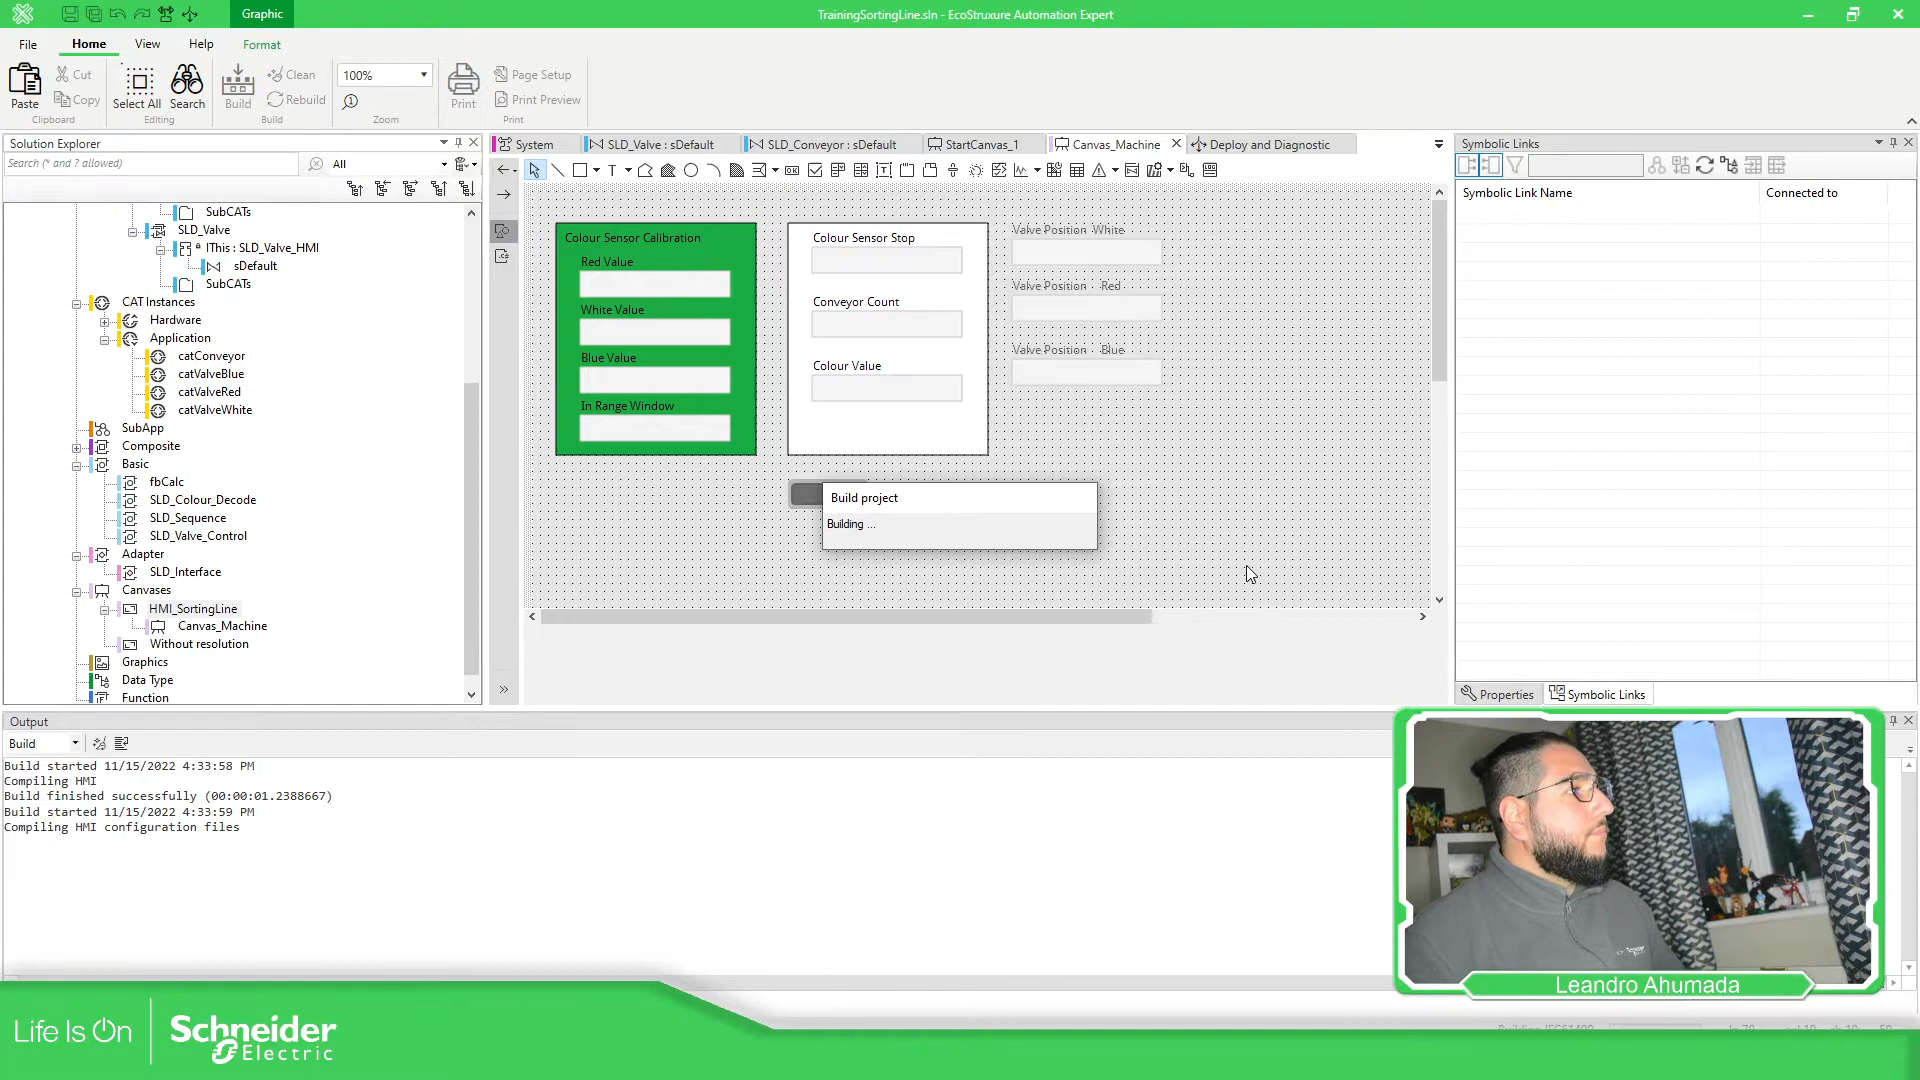 Graphic
TrainingSortingLine.sln - EcoStruxure Automation Expert
File
Home
View
Help
Format
Paste
Cut
Copy
Clipboard
Select All
Search
Editing
Build
Clean
Rebuild
Build
100%
Zoom
Print
Page Setup
Print Preview
Print
Solution Explorer
Search (* and ? allowed)
All
SubCATs
SLD_Valve
IThis : SLD_Valve_HMI
sDefault
SubCATs
CAT Instances
Hardware
Application
catConveyor
catValveBlue
catValveRed
catValveWhite
SubApp
Composite
Basic
fbCalc
SLD_Colour_Decode
SLD_Sequence
SLD_Valve_Control
Adapter
SLD_Interface
Canvases
HMI_SortingLine
Canvas_Machine
Without resolution
Graphics
Data Type
Function
System
SLD_Valve : sDefault
SLD_Conveyor : sDefault
StartCanvas_1
Canvas_Machine
Deploy and Diagnostic
Colour Sensor Calibration
Red Value
White Value
Blue Value
In Range Window
Colour Sensor Stop
Conveyor Count
Colour Value
Valve Position White
Valve Position Red
Valve Position Blue
Build project
Building ...
Symbolic Links
Symbolic Link Name
Connected to
Properties
Symbolic Links
Output
Build
Build started 11/15/2022 4:33:58 PM
Compiling HMI
Build finished successfully (00:00:01.2388667)
Build started 11/15/2022 4:33:59 PM
Compiling HMI configuration files
Leandro Ahumada
Life Is On
Schneider
Electric